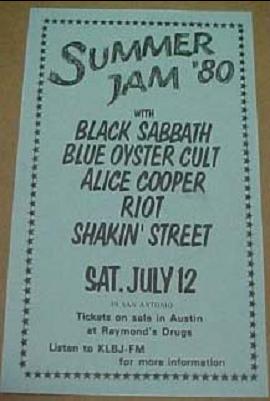 SUMMER
JAM '80
WITH
BLACK SABBATH
BLUE OYSTER CULT
ALICE COOPER
RIOT
SHAKIN' STREET
SAT. JULY 12
IN SAN ANTONIO
Tickets on sale in Austin
at Raymond's Drugs
Listen to KLBJ-FM
for more information